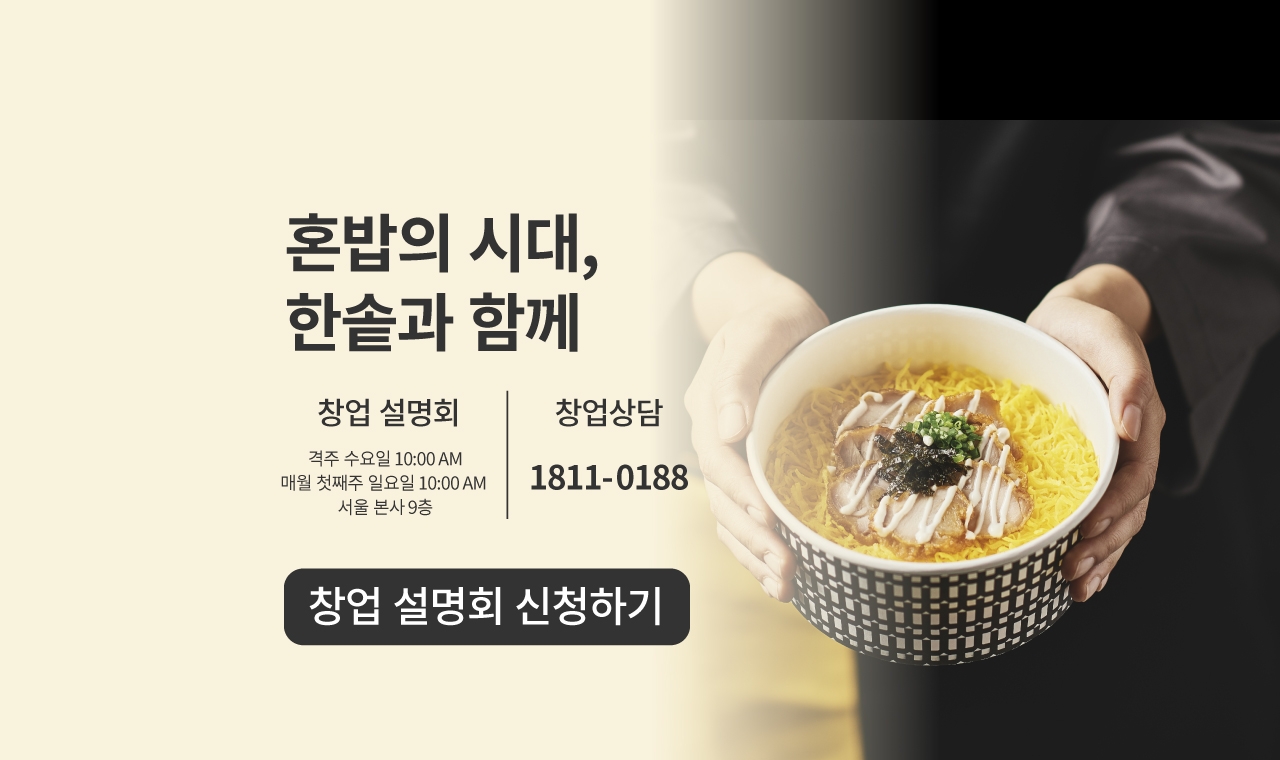 혼밥의 시대,
한솥과 함께
창업 설명회
격주 수요일 10:00 AM
매월 첫째주 일요일 10:00 AM
서울 본사 9층
창업상담
1811-0188
창업 설명회 신청하기